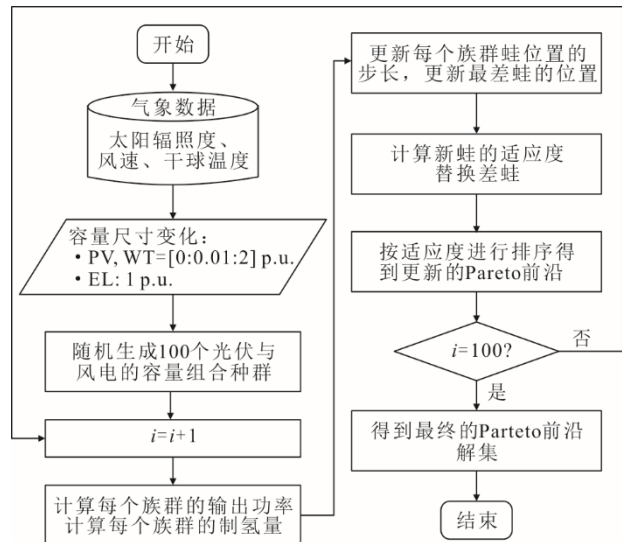 开始
气象数据
太阳辐照度、
风速、干球温度
容量尺寸变化：
• PV, WT=[0:0.01:2] p.u.
• EL: 1 p.u.
随机生成100个光伏与
风电的容量组合种群
i=i+1
计算每个族群的输出功率
计算每个族群的制氢量
更新每个族群蛙位置的
步长，更新最差蛙的位置
计算新蛙的适应度
替换差蛙
按适应度进行排序得
到更新的Pareto前沿
i=100?
否
是
得到最终的Parteto前沿
解集
结束